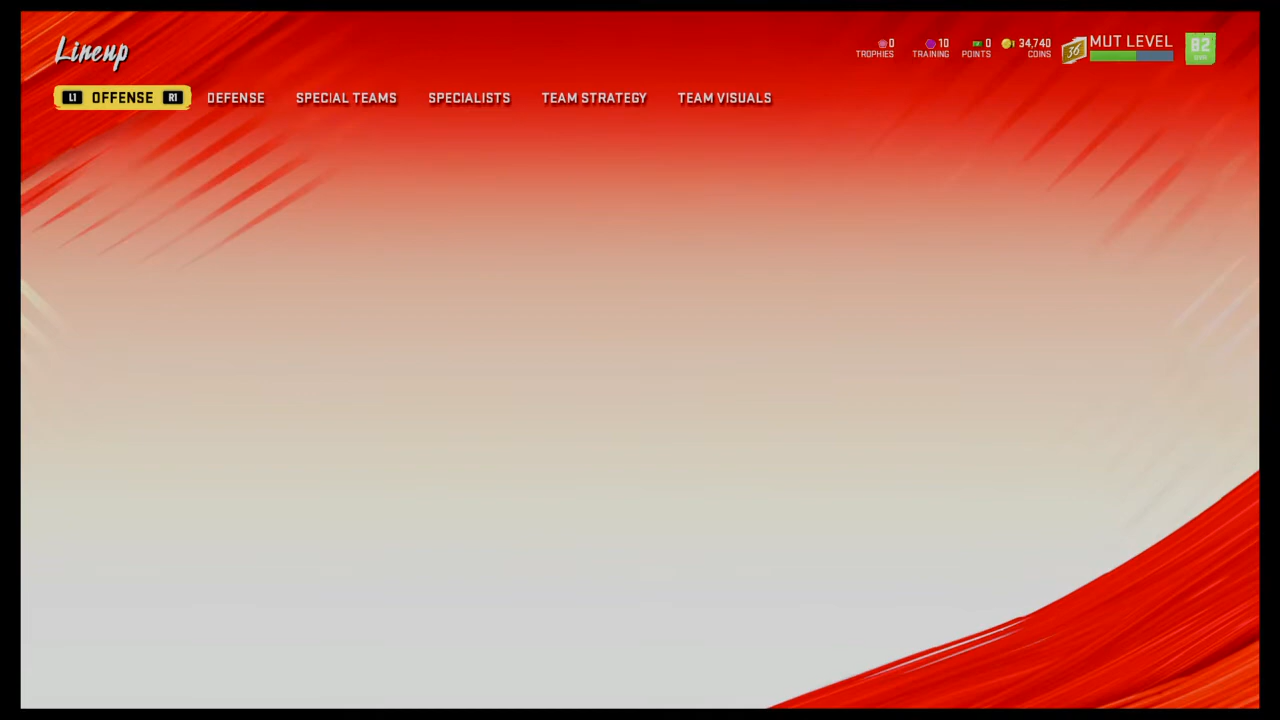 Lineup
0 TROPHIES
10 TRAINING
0 POINTS
34,740 COINS
36
MUT LEVEL
82
L1 OFFENSE R1 DEFENSE SPECIAL TEAMS SPECIALISTS TEAM STRATEGY TEAM VISUALS